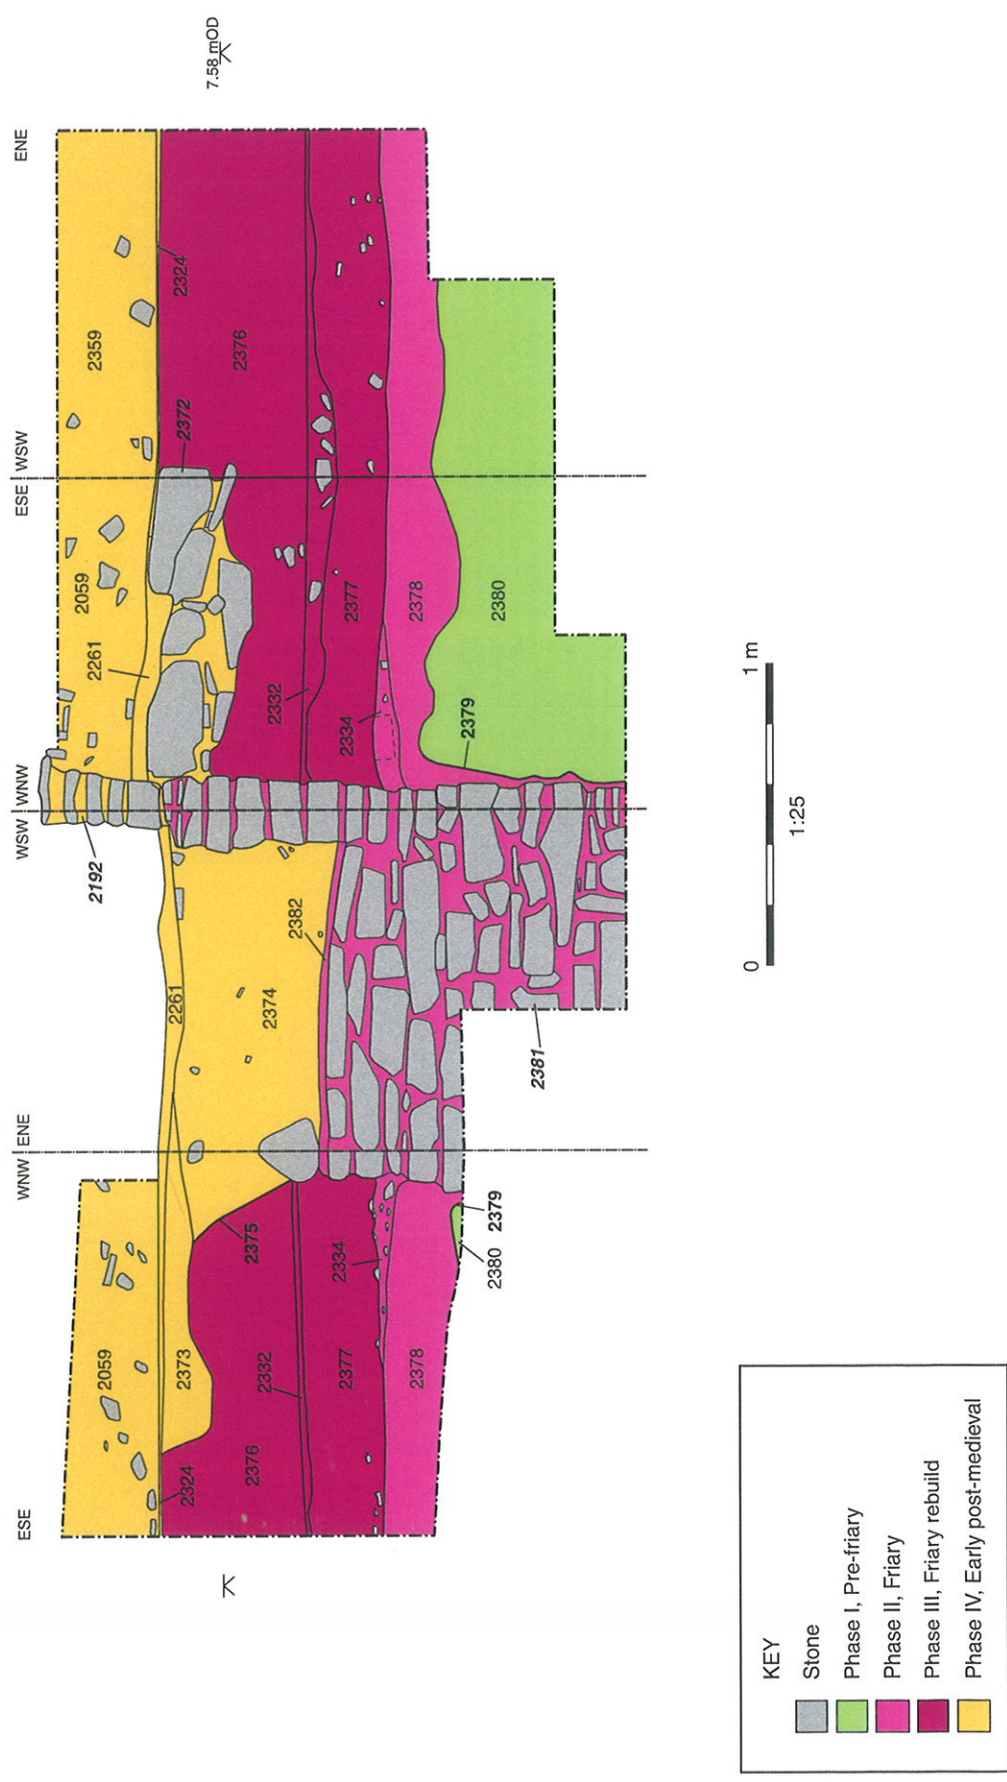 ESE
WNW ENE
WSW WNW
ESE WSW
ENE
7.58 mOD
2059
2192
2059
2261
2359
2324
2373
2261
2372
2324
2376
2375
2374
2382
2332
2376
2332
2377
2334
2334
2377
2378
2378
2380
2379
2379
2380
2381
0
1 m
1:25
KEY
Stone
Phase I, Pre-friary
Phase II, Friary
Phase III, Friary rebuild
Phase IV, Early post-medieval